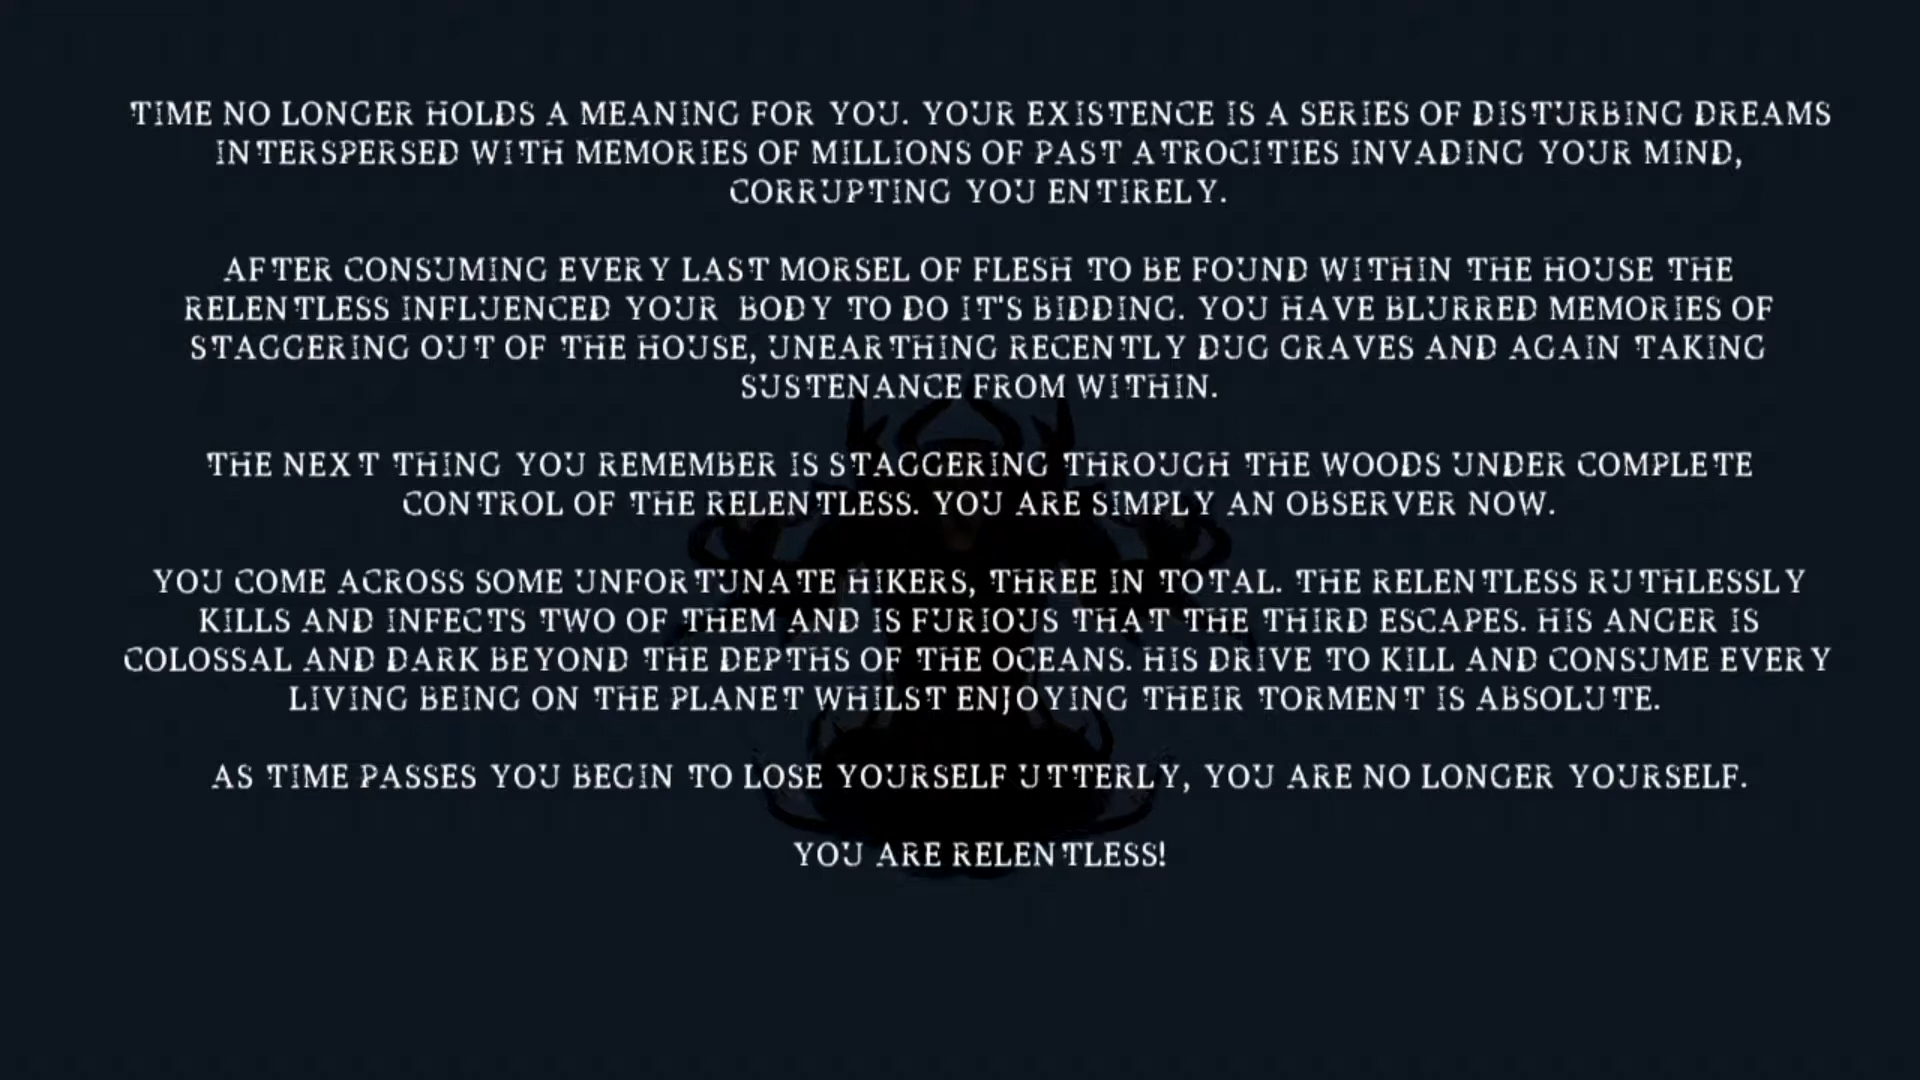 TIME NO LONGER HOLDS A MEANING FOR YOU. YOUR EXISTENCE IS A SERIES OF DISTURBING DREAMS
INTERSPERSED WITH MEMORIES OF MILLIONS OF PAST ATROCITIES INVADING YOUR MIND,
CORRUPTING YOU ENTIRELY.
AFTER CONSUMING EVERY LAST MORSEL OF FLESH TO BE FOUND WITHIN THE HOUSE THE
RELENTLESS INFLUENCED YOUR BODY TO DO IT'S BIDDING. YOU HAVE BLURRED MEMORIES OF
STAGGERING OUT OF THE HOUSE, UNEARTHING RECENTLY DUG GRAVES AND AGAIN TAKING
SUSTENANCE FROM WITHIN.
THE NEXT THING YOU REMEMBER IS STAGGERING THROUGH THE WOODS UNDER COMPLETE
CONTROL OF THE RELENTLESS. YOU ARE SIMPLY AN OBSERVER NOW.
YOU COME ACROSS SOME UNFORTUNATE HIKERS, THREE IN TOTAL. THE RELENTLESS RUTHLESSLY
KILLS AND INFECTS TWO OF THEM AND IS FURIOUS THAT THE THIRD ESCAPES. HIS ANGER IS
COLOSSAL AND DARK BEYOND THE DEPTHS OF THE OCEANS. HIS DRIVE TO KILL AND CONSUME EVERY
LIVING BEING ON THE PLANET WHILST ENJOYING THEIR TORMENT IS ABSOLUTE.
AS TIME PASSES YOU BEGIN TO LOSE YOURSELF UTTERLY, YOU ARE NO LONGER YOURSELF.
YOU ARE RELENTLESS!